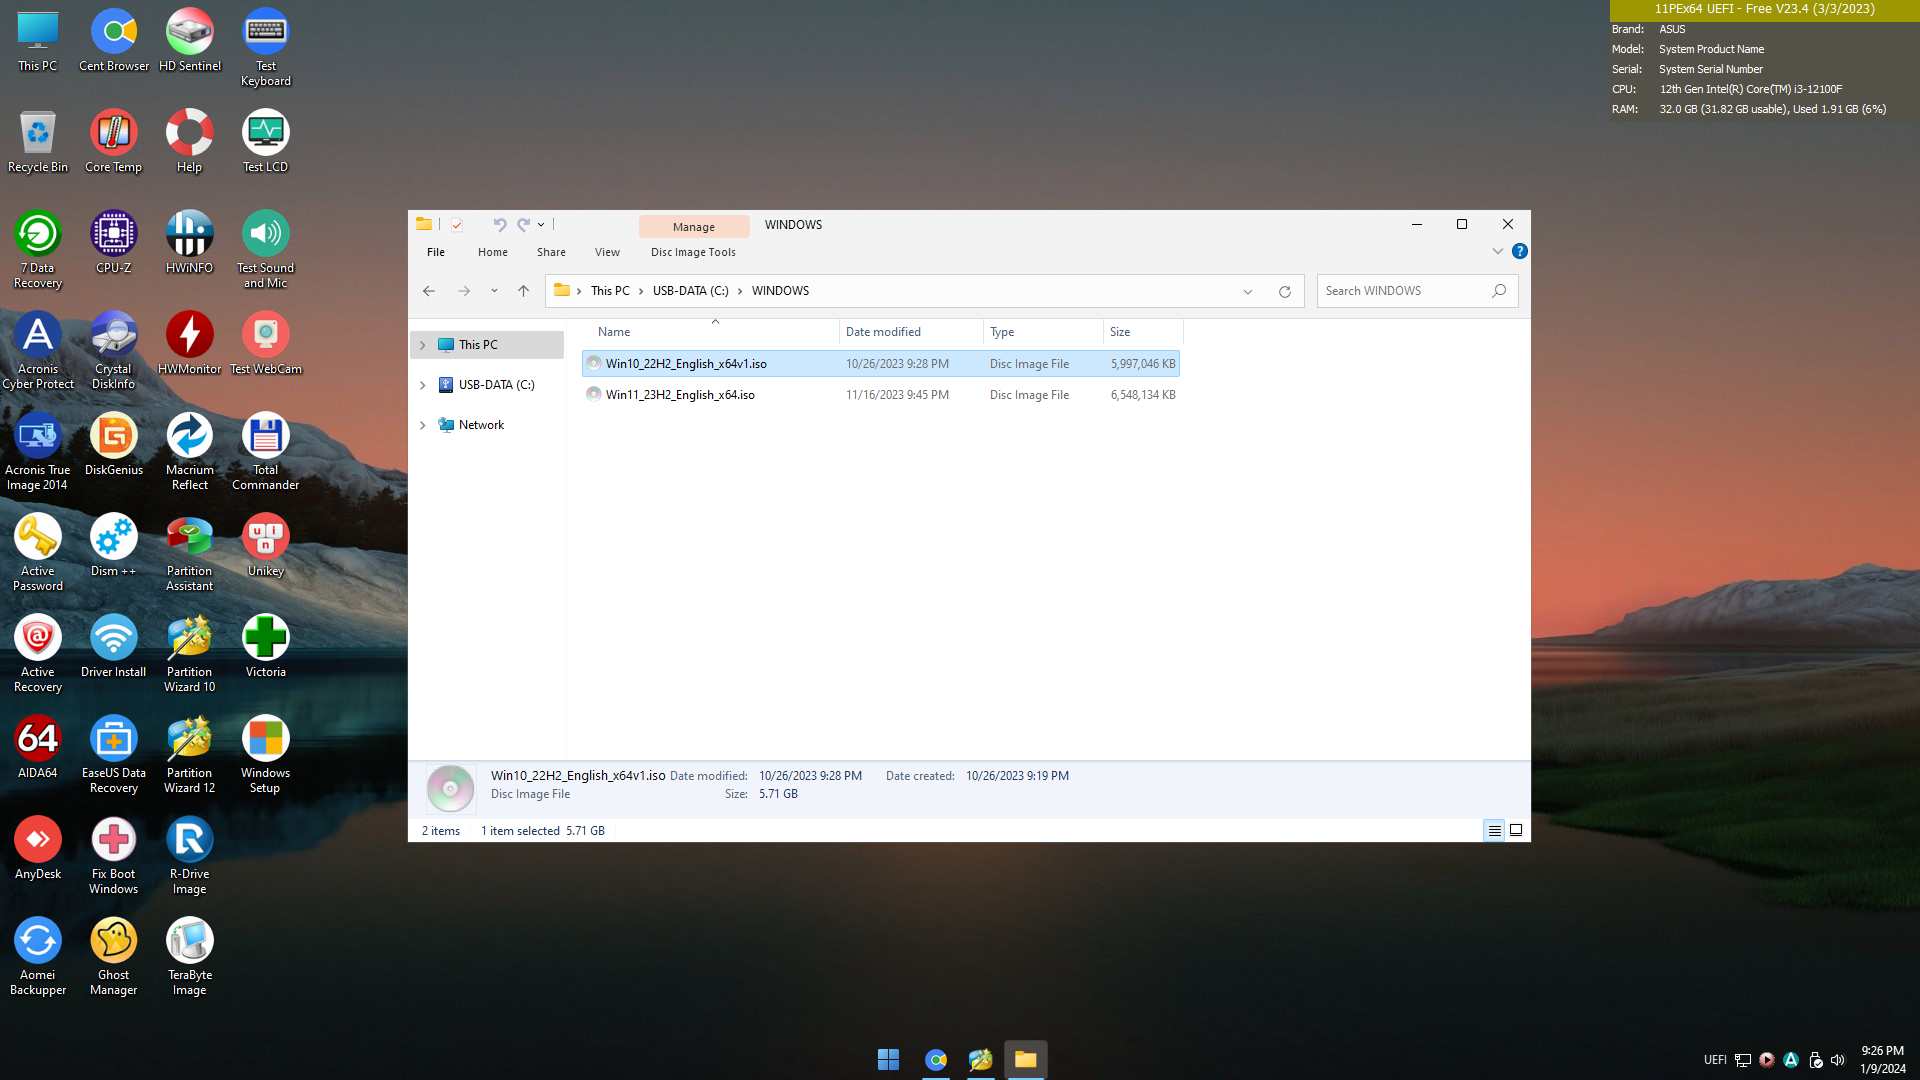 11PEx64 UEFI - Free V23.4 (3/3/2023)
Brand: ASUS
Model: System Product Name
Serial: System Serial Number
CPU: 12th Gen Intel(R) Core(TM) i3-12100F
RAM: 32.0 GB (31.82 GB usable), Used 1.91 GB (6%)
This PC
Cent Browser
HD Sentinel
Test
Keyboard
Recycle Bin
Core Temp
Help
Test LCD
7 Data
Recovery
CPU-Z
HWiNFO
Test Sound
and Mic
Acronis
Cyber Protect
Crystal
DiskInfo
HWMonitor
Test WebCam
Acronis True
Image 2014
DiskGenius
Macrium
Reflect
Total
Commander
Active
Password
Dism ++
Partition
Assistant
Unikey
Active
Recovery
Driver Install
Partition
Wizard 10
Victoria
64
AIDA64
EaseUS Data
Recovery
Partition
Wizard 12
Windows
Setup
AnyDesk
Fix Boot
Windows
R-Drive
Image
Aomei
Backupper
Ghost
Manager
TeraByte
Image
Manage WINDOWS
File Home Share View Disc Image Tools
This PC USB-DATA (C:) WINDOWS Search WINDOWS
Name Date modified Type Size
Win10_22H2_English_x64v1.iso 10/26/2023 9:28 PM Disc Image File 5,997,046 KB
Win11_23H2_English_x64.iso 11/16/2023 9:45 PM Disc Image File 6,548,134 KB
This PC
USB-DATA (C:)
Network
Win10_22H2_English_x64v1.iso Date modified: 10/26/2023 9:28 PM Date created: 10/26/2023 9:19 PM
Disc Image File Size: 5.71 GB
2 items 1 item selected 5.71 GB
UEFI
9:26 PM
1/9/2024